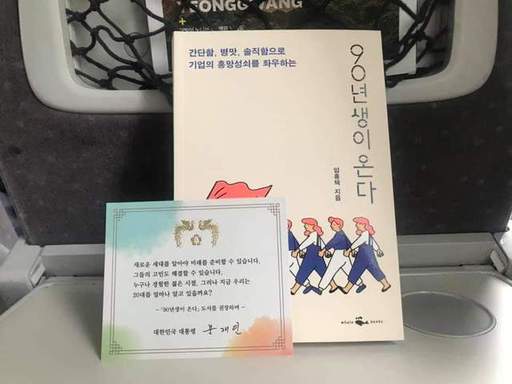 간단함, 병맛, 솔직함으로
기업의 흥망성쇠를 좌우하는
90년생이 온다
임홍택 지음
whale books
새로운 세대를 알아야 미래를 준비할 수 있습니다.
그들의 고민도 해결할 수 있습니다.
누구나 경험한 젊은 시절, 그러나 지금 우리는
20대를 얼마나 알고 있을까요?
- 『90년생이 온다』 도서를 권장하며 -
대한민국 대통령 문재인